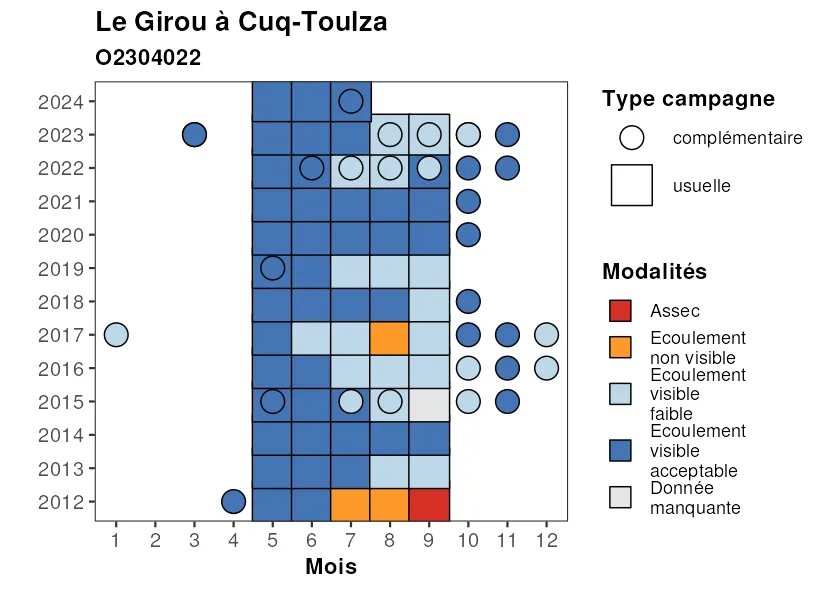 Le Girou à Cuq-Toulza
O2304022
2024
2023
2022
2021
2020
2019
2018
2017
2016
2015
2014
2013
2012
1 2 3 4 5 6 7 8 9 10 11 12
Mois
Type campagne
complémentaire
usuelle
Modalités
Assec
Ecoulement
non visible
Ecoulement
visible
faible
Ecoulement
visible
acceptable
Donnée
manquante